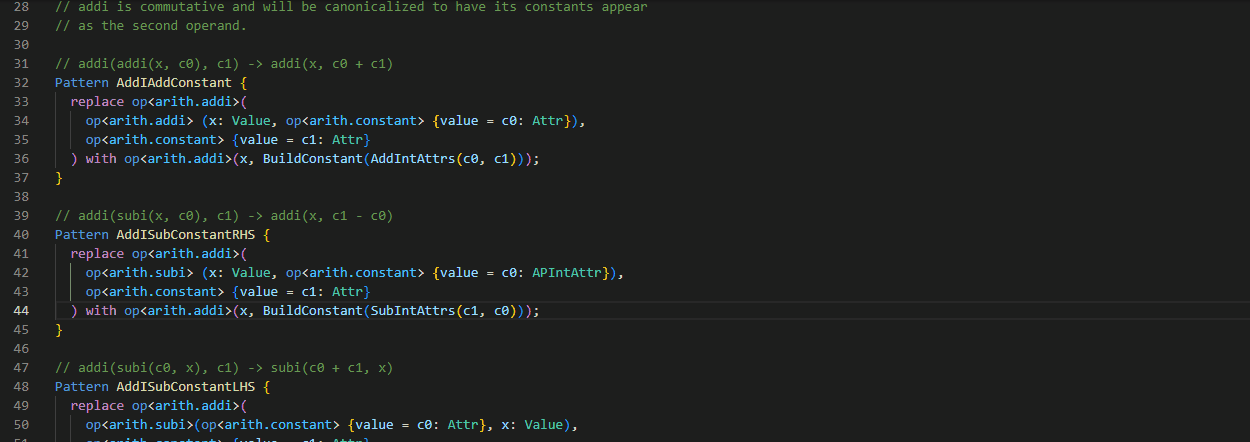 28 // addi is commutative and will be canonicalized to have its constants appear
29 // as the second operand.
30
31 // addi(addi(x, c0), c1) -> addi(x, c0 + c1)
32 Pattern AddIAddConstant {
33   replace op<arith.addi>(
34     op<arith.addi> (x: Value, op<arith.constant> {value = c0: Attr}),
35     op<arith.constant> {value = c1: Attr}
36   ) with op<arith.addi>(x, BuildConstant(AddIntAttrs(c0, c1)));
37 }
38
39 // addi(subi(x, c0), c1) -> addi(x, c1 - c0)
40 Pattern AddISubConstantRHS {
41   replace op<arith.addi>(
42     op<arith.subi> (x: Value, op<arith.constant> {value = c0: APIntAttr}),
43     op<arith.constant> {value = c1: Attr}
44   ) with op<arith.addi>(x, BuildConstant(SubIntAttrs(c1, c0)));
45 }
46
47 // addi(subi(c0, x), c1) -> subi(c0 + c1, x)
48 Pattern AddISubConstantLHS {
49   replace op<arith.addi>(
50     op<arith.subi>(op<arith.constant> {value = c0: Attr}, x: Value),